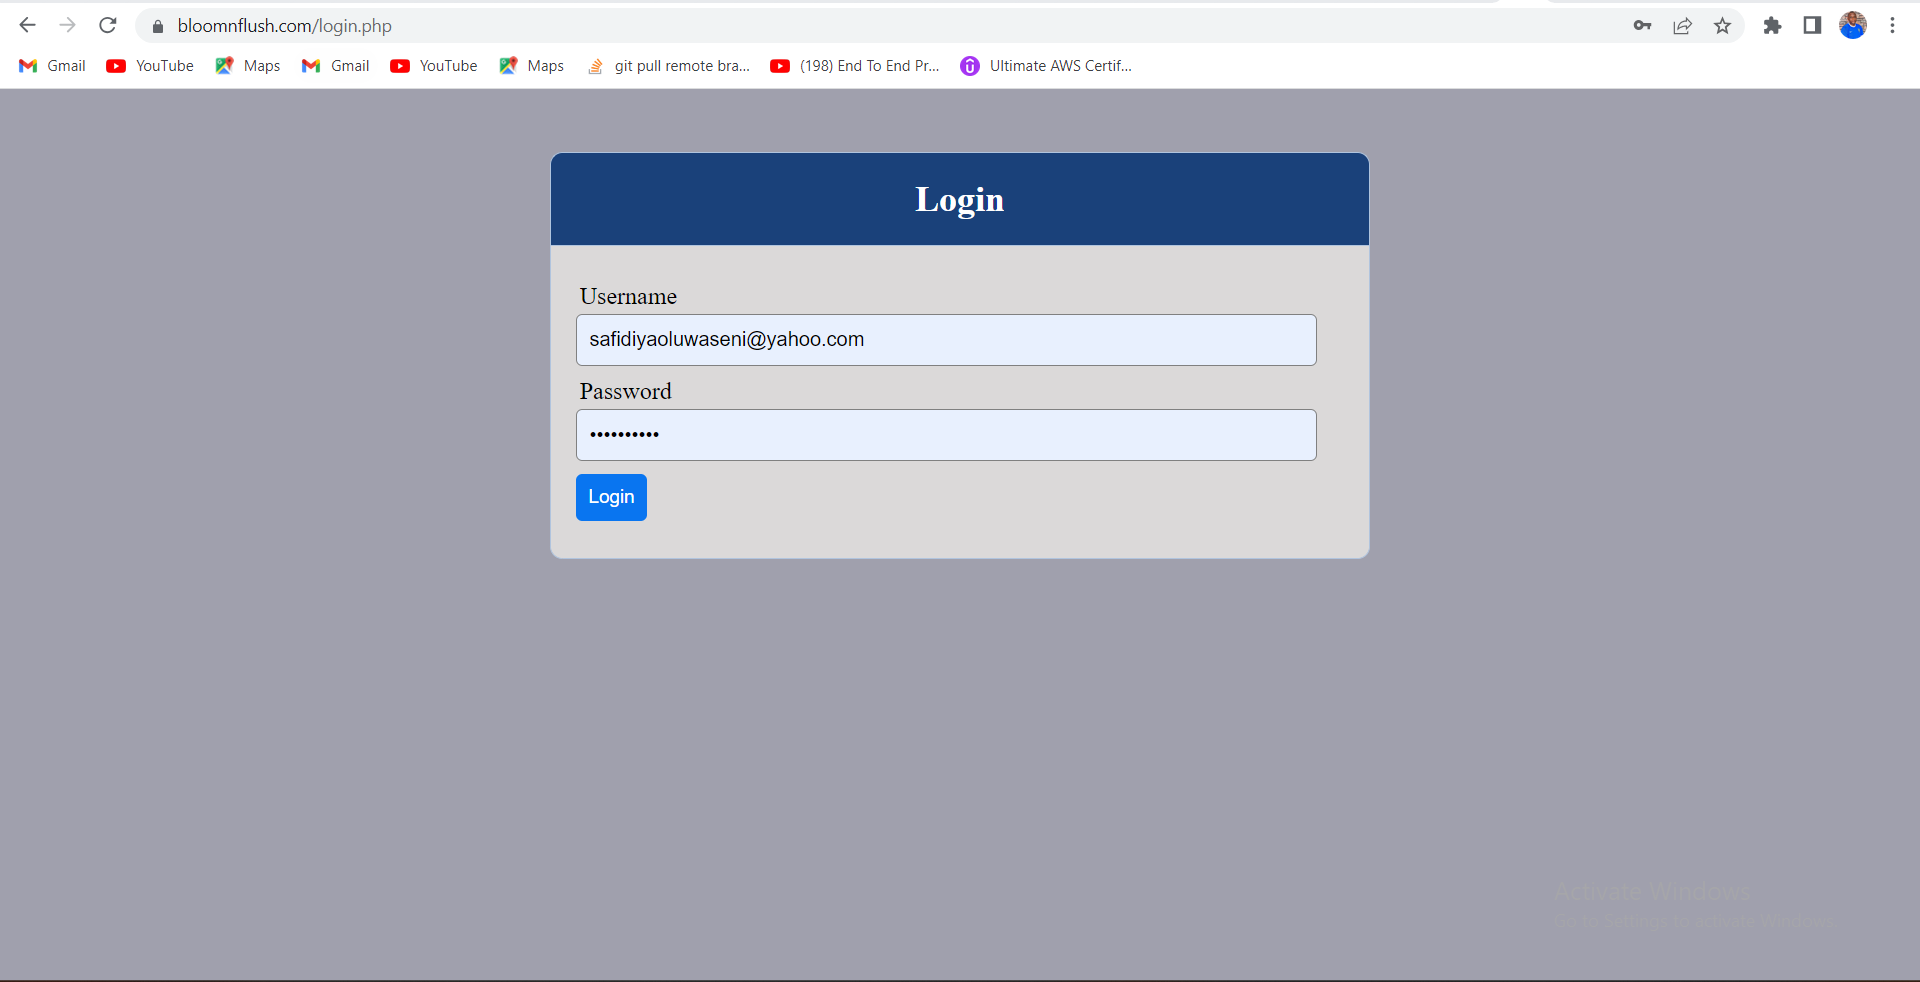 bloomnflush.com/login.php
Gmail YouTube Maps Gmail YouTube Maps git pull remote bra... (198) End To End Pr... Ultimate AWS Certif...
Login
Username
safidiyaoluwaseni@yahoo.com
Password
••••••••••
Login
Activate Windows
Go to Settings to activate Windows.